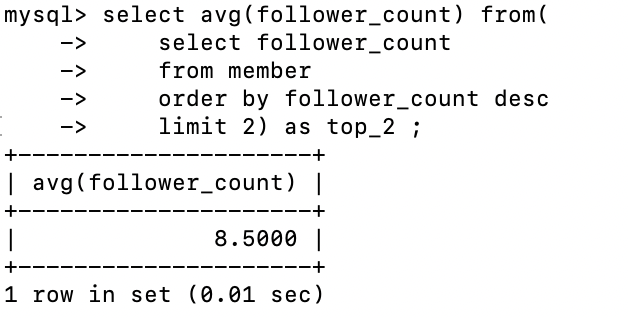 mysql> select avg(follower_count) from(
    ->     select follower_count
    ->     from member
    ->     order by follower_count desc
    ->     limit 2) as top_2 ;
+---------------------+
| avg(follower_count) |
+---------------------+
|              8.5000 |
+---------------------+
1 row in set (0.01 sec)